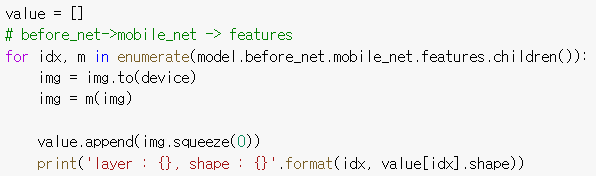 value = []
# before_net->mobile_net -> features
for idx, m in enumerate(model.before_net.mobile_net.features.children()):
    img = img.to(device)
    img = m(img)

    value.append(img.squeeze(0))
    print('layer : {}, shape : {}'.format(idx, value[idx].shape))